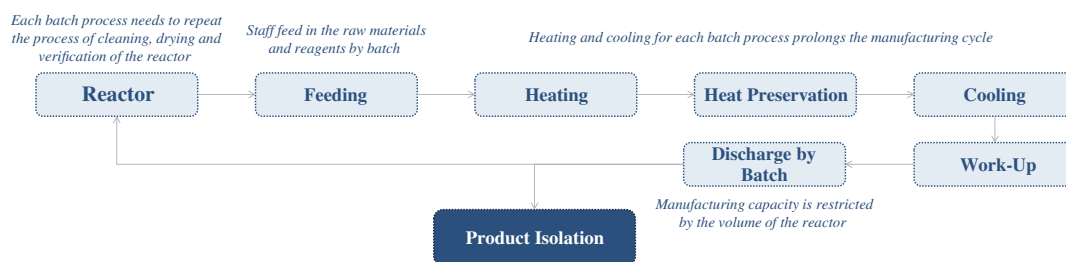 Each batch process needs to repeat
the process of cleaning, drying and
verification of the reactor
Staff feed in the raw materials
and reagents by batch
Heating and cooling for each batch process prolongs the manufacturing cycle
Reactor
Feeding
Heating
Heat Preservation
Cooling
Discharge by
Batch
Work-Up
Manufacturing capacity is restricted
by the volume of the reactor
Product Isolation